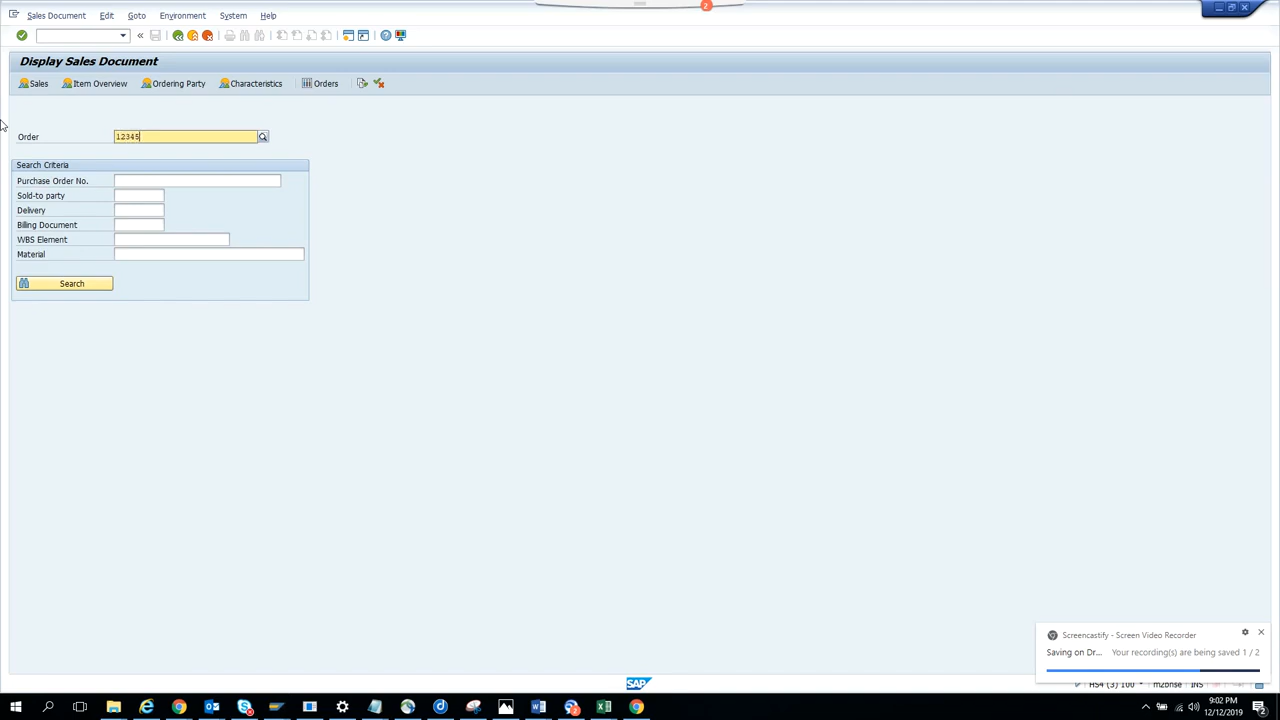 Sales Document Edit Goto Environment System Help
2
Display Sales Document
Sales Item Overview Ordering Party Characteristics Orders
Order 12345
Search Criteria
Purchase Order No.
Sold-to party
Delivery
Billing Document
WBS Element
Material
Search
Screencastify - Screen Video Recorder
Saving on Dr... Your recording(s) are being saved 1 / 2
SAP
HS4 (3) 100 m2bhse INS
9:02 PM
12/12/2019
2